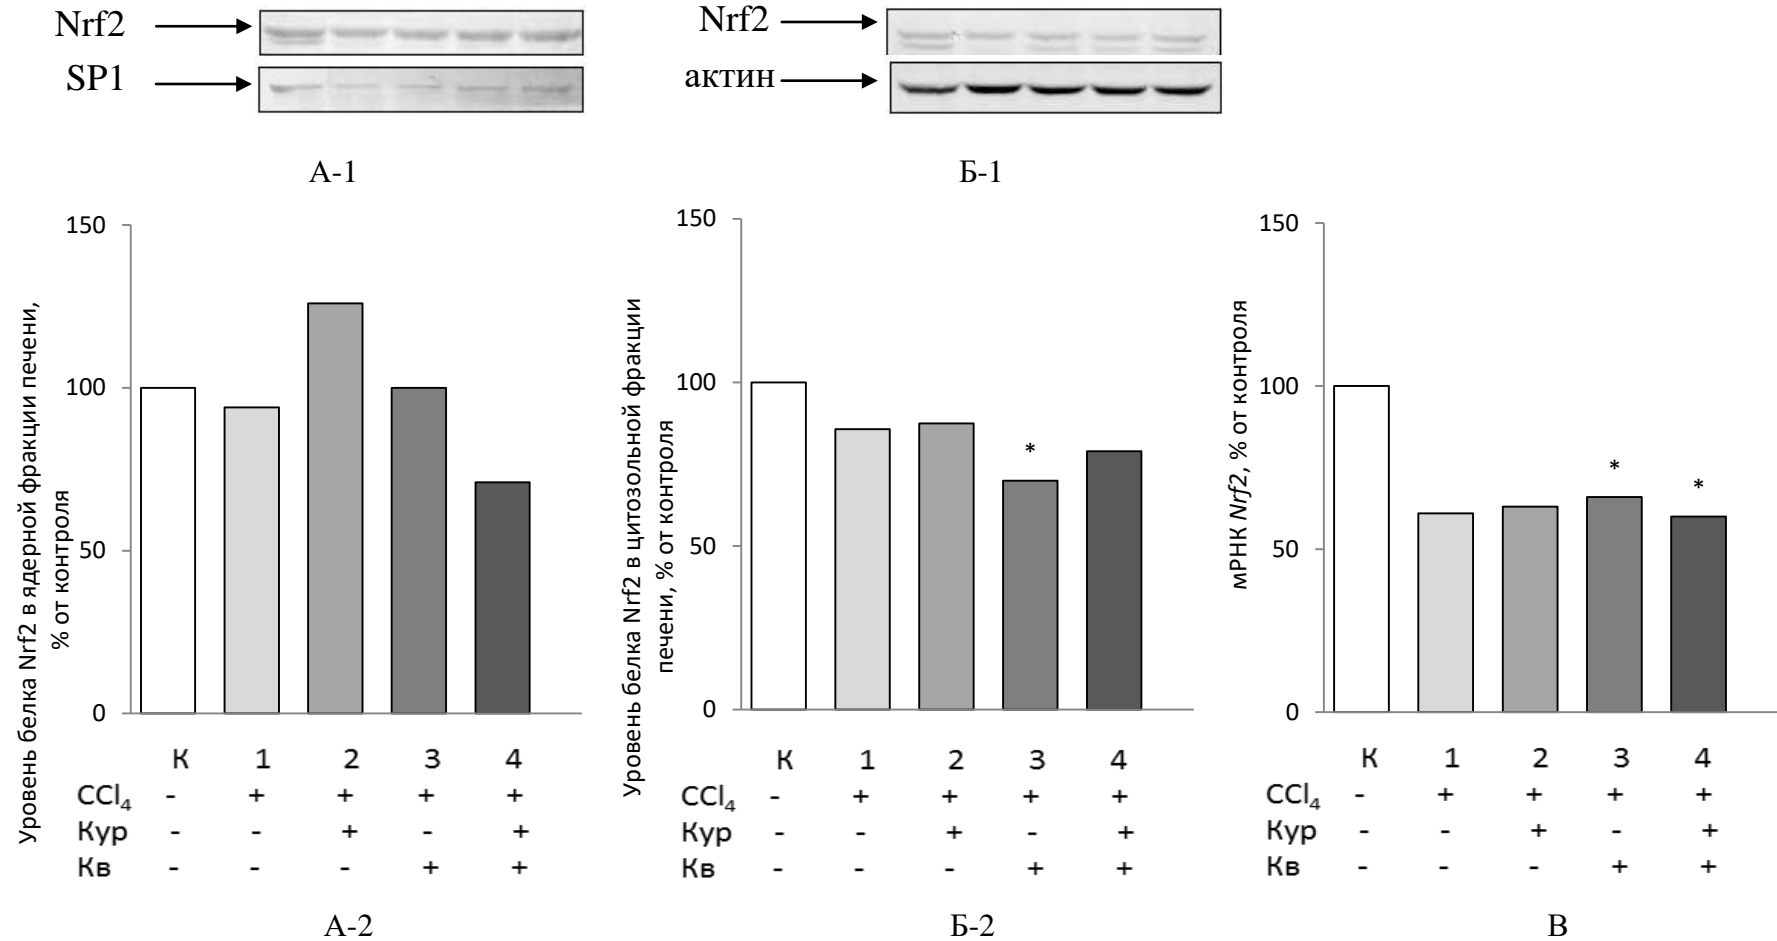 Nrf2
SP1
А-1
Nrf2
актин
Б-1
Уровень белка Nrf2 в ядерной фракции печени,
% от контроля
150
100
50
0
К 1 2 3 4
CCl₄ - + + + +
Кур - - + - +
Кв - - - + +
А-2
Уровень белка Nrf2 в цитозольной фракции
печени, % от контроля
150
100
50
0
*
К 1 2 3 4
CCl₄ - + + + +
Кур - - + - +
Кв - - - + +
Б-2
мРНК Nrf2, % от контроля
150
100
50
0
* *
К 1 2 3 4
CCl₄ - + + + +
Кур - - + - +
Кв - - - + +
В